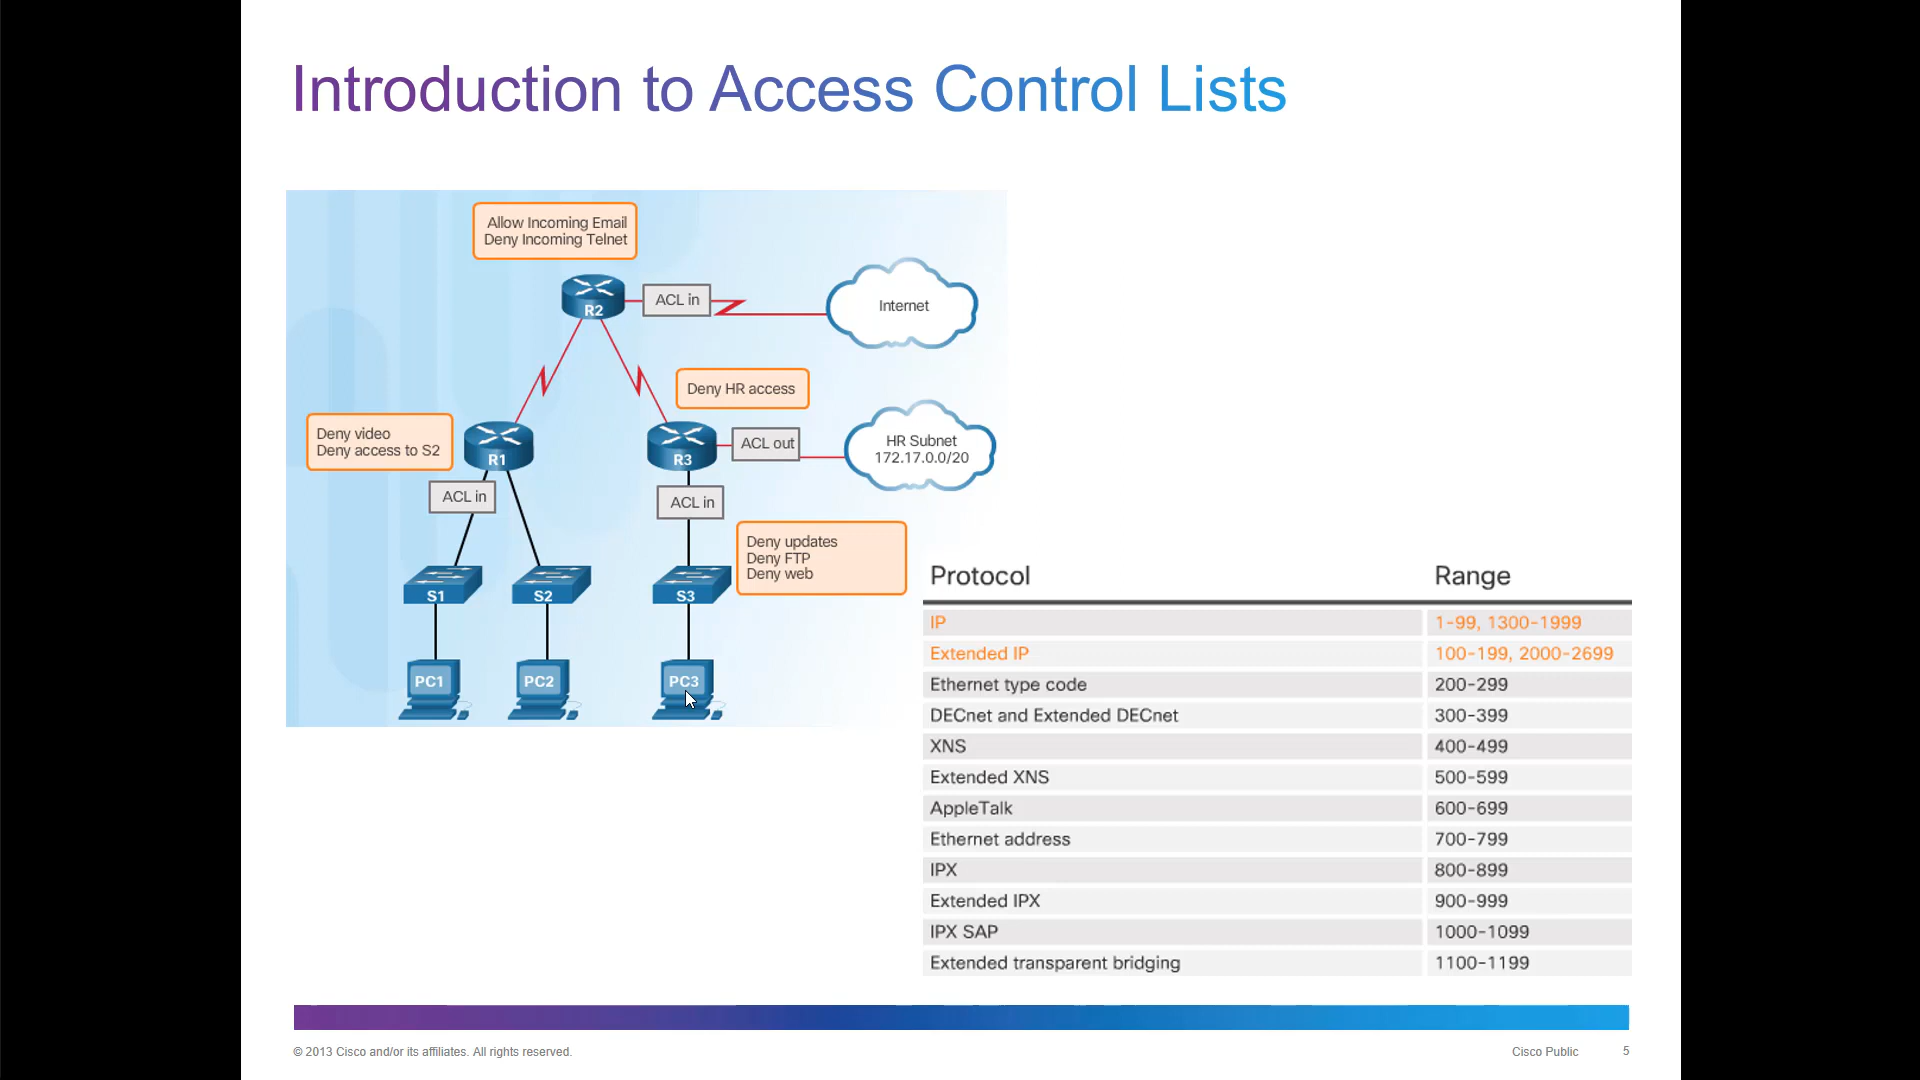 Introduction to Access Control Lists
Allow Incoming Email
Deny Incoming Telnet
R2
ACL in
Internet
Deny HR access
Deny video
Deny access to S2
R1
R3
ACL out
HR Subnet
172.17.0.0/20
ACL in
ACL in
Deny updates
Deny FTP
Deny web
S1
S2
S3
PC1
PC2
PC3
Protocol Range
IP 1-99, 1300-1999
Extended IP 100-199, 2000-2699
Ethernet type code 200-299
DECnet and Extended DECnet 300-399
XNS 400-499
Extended XNS 500-599
AppleTalk 600-699
Ethernet address 700-799
IPX 800-899
Extended IPX 900-999
IPX SAP 1000-1099
Extended transparent bridging 1100-1199
© 2013 Cisco and/or its affiliates. All rights reserved. Cisco Public 5